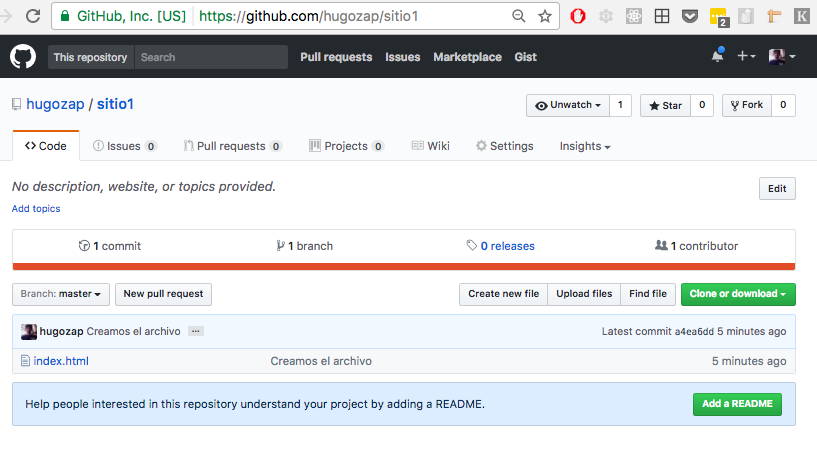 GitHub, Inc. [US] https://github.com/hugozap/sitio1
2
This repository Search Pull requests Issues Marketplace Gist
hugozap / sitio1 Unwatch 1 Star 0 Fork 0
Code Issues 0 Pull requests 0 Projects 0 Wiki Settings Insights
No description, website, or topics provided. Edit
Add topics
1 commit 1 branch 0 releases 1 contributor
Branch: master New pull request Create new file Upload files Find file Clone or download
hugozap Creamos el archivo ... Latest commit a4ea6dd 5 minutes ago
index.html Creamos el archivo 5 minutes ago
Help people interested in this repository understand your project by adding a README. Add a README